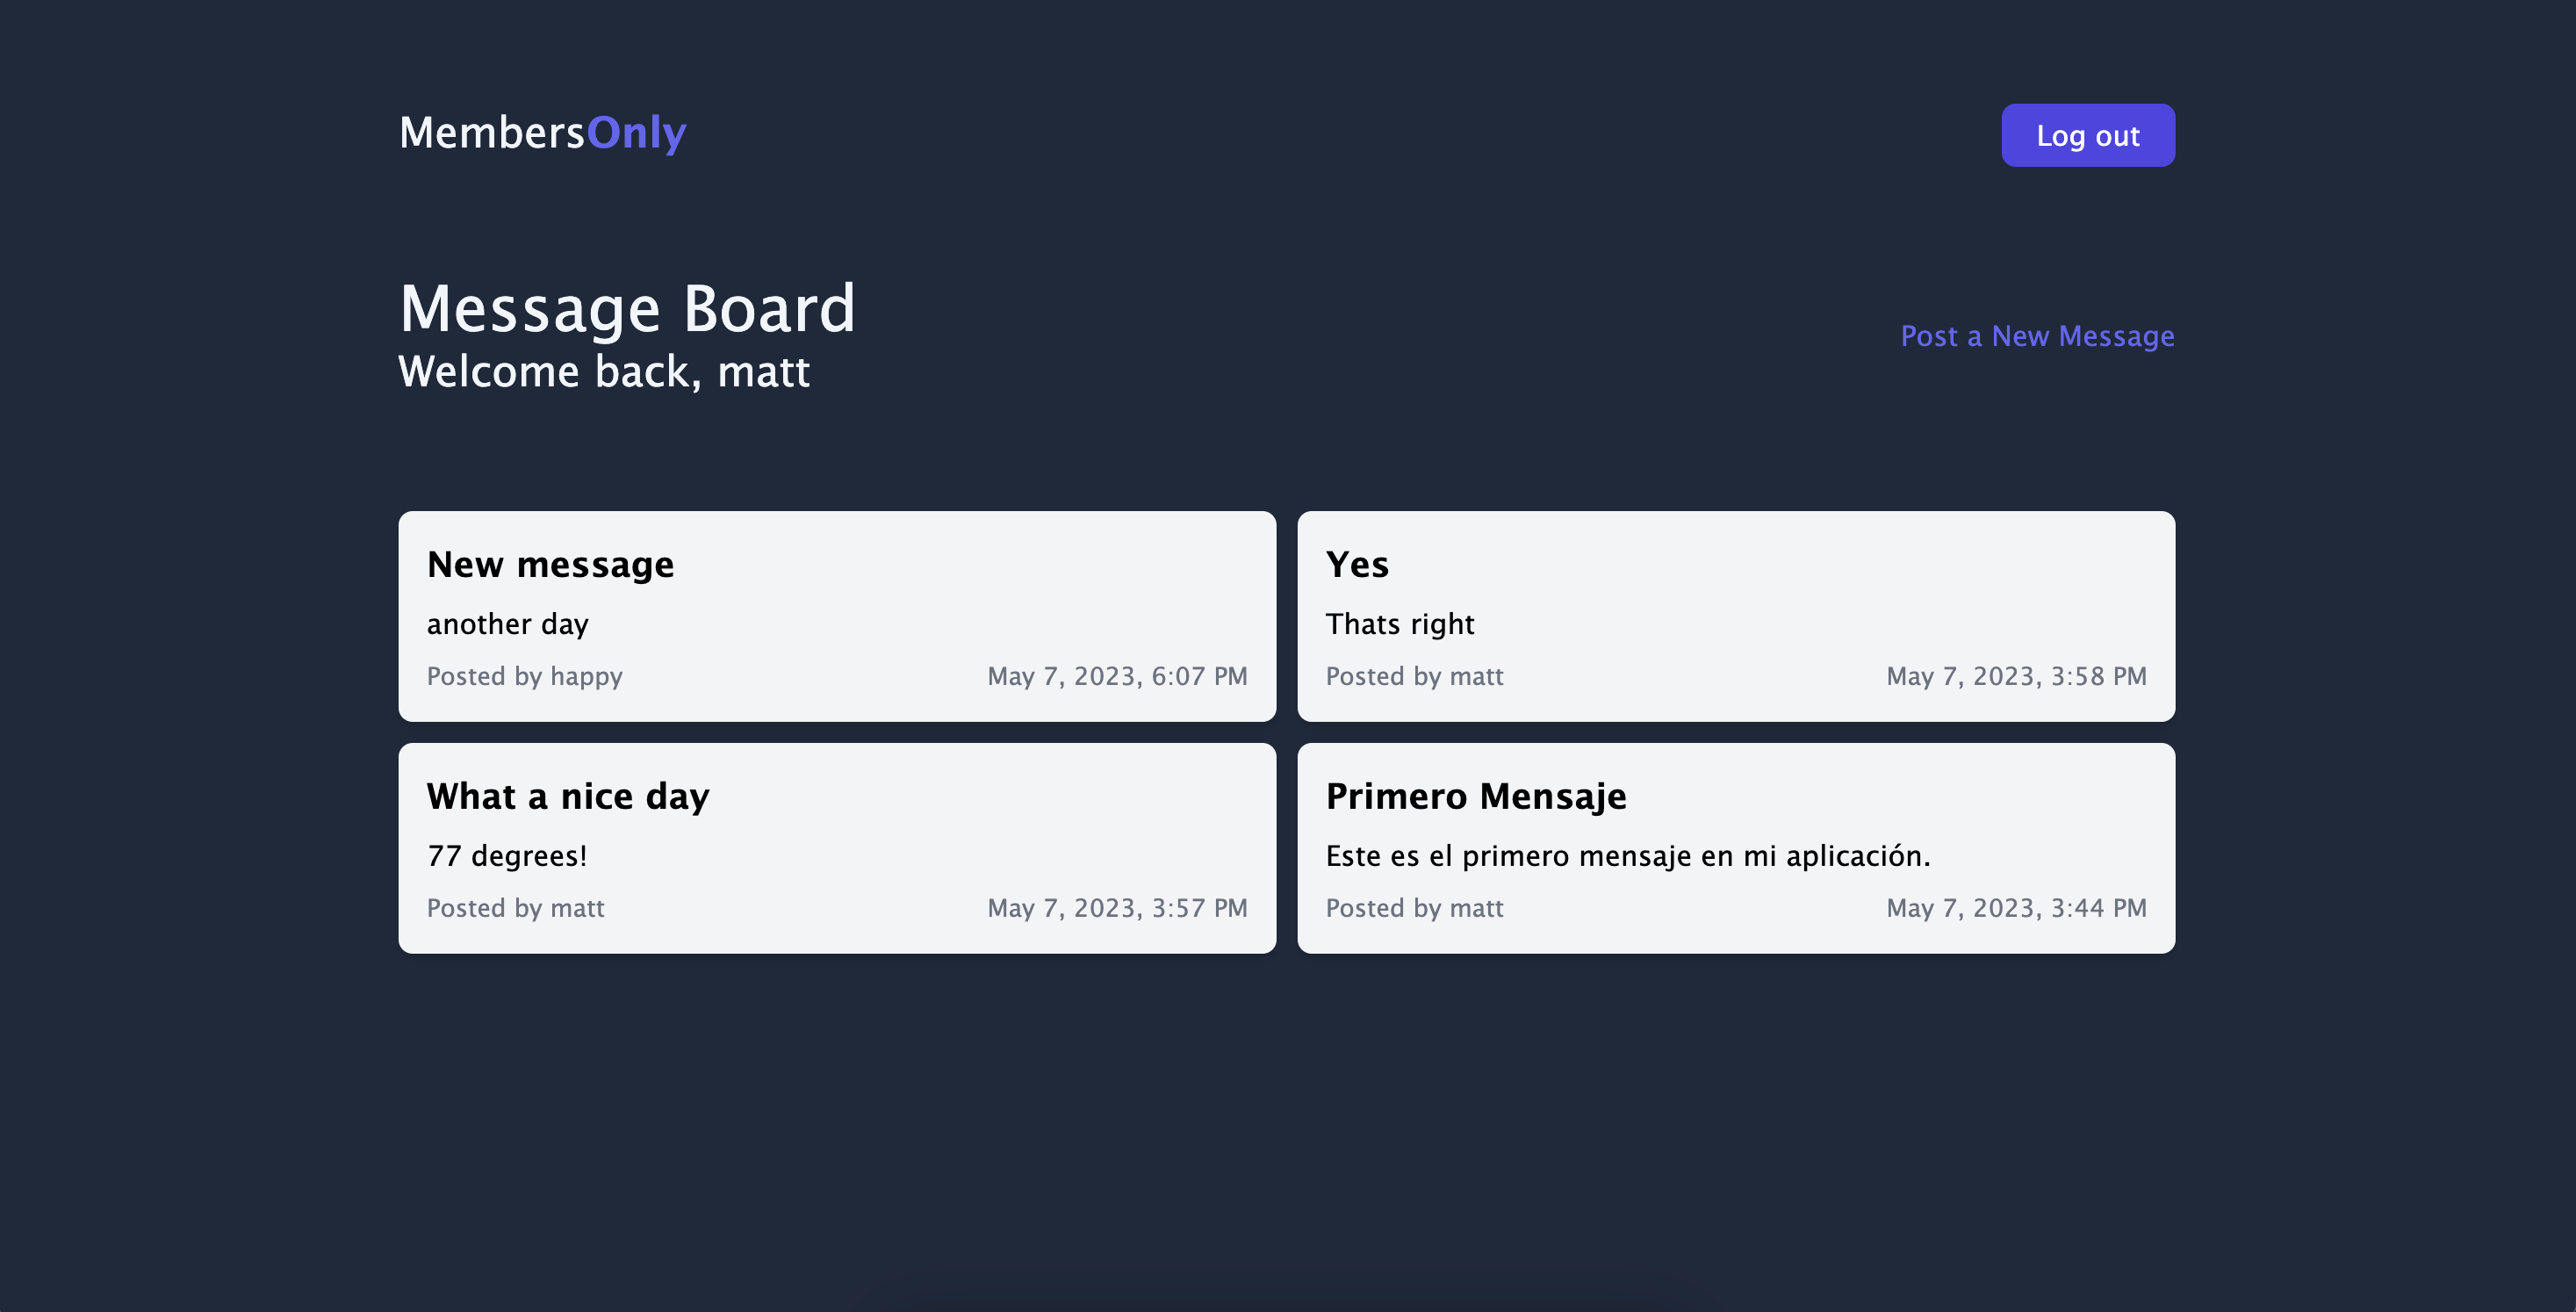 MembersOnly
Log out
Message Board
Welcome back, matt
Post a New Message
New message
another day
Posted by happy
May 7, 2023, 6:07 PM
Yes
Thats right
Posted by matt
May 7, 2023, 3:58 PM
What a nice day
77 degrees!
Posted by matt
May 7, 2023, 3:57 PM
Primero Mensaje
Este es el primero mensaje en mi aplicación.
Posted by matt
May 7, 2023, 3:44 PM